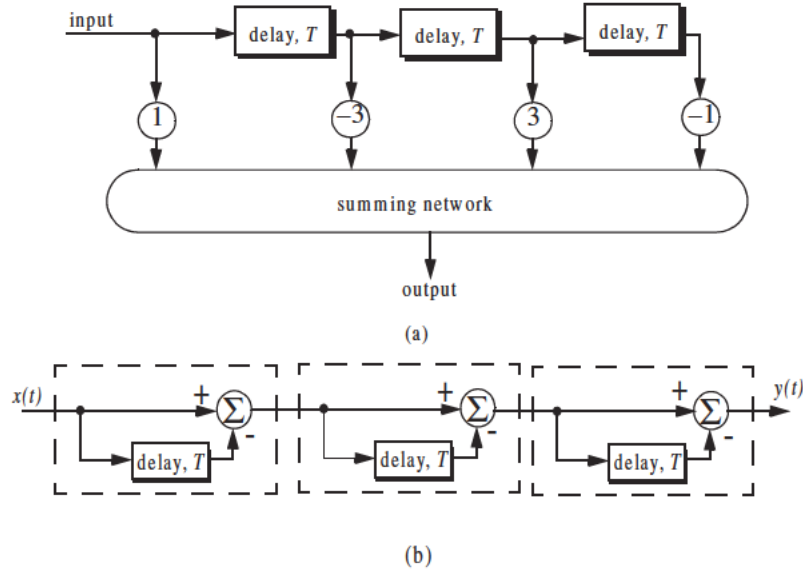 input
delay, T
delay, T
delay, T
1
−3
3
−1
summing network
output
(a)
x(t)
+
Σ
-
+
Σ
-
+
Σ
-
y(t)
delay, T
delay, T
delay, T
(b)